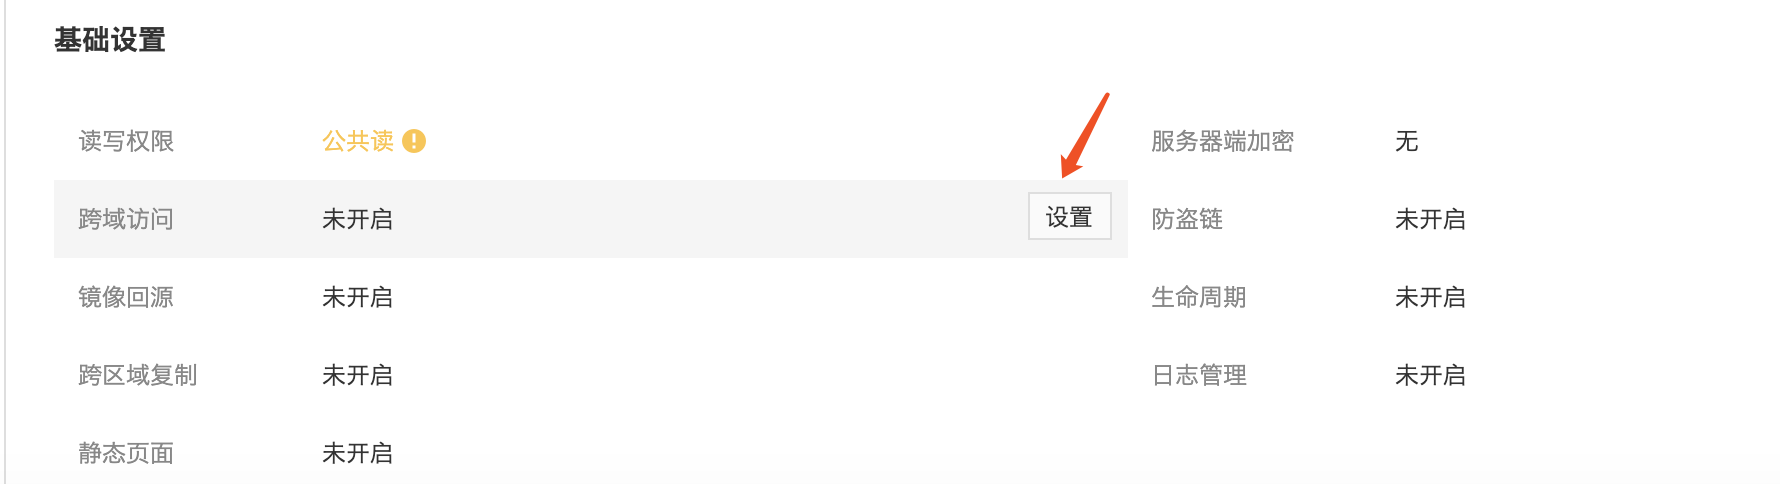 基础设置
读写权限 公共读 服务器端加密 无
跨域访问 未开启 设置 防盗链 未开启
镜像回源 未开启 生命周期 未开启
跨区域复制 未开启 日志管理 未开启
静态页面 未开启